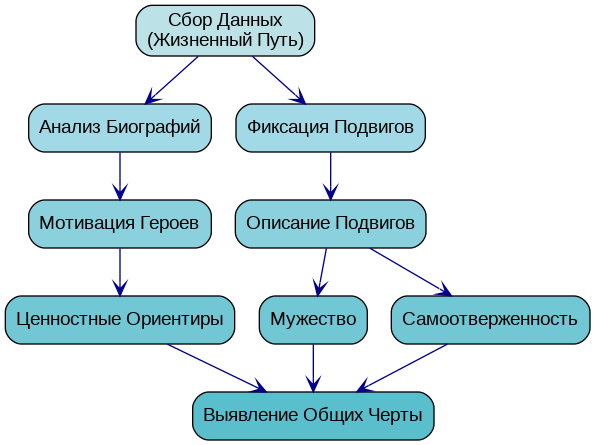 Сбор Данных
(Жизненный Путь)
Анализ Биографий
Фиксация Подвигов
Мотивация Героев
Описание Подвигов
Ценностные Ориентиры
Мужество
Самоотверженность
Выявление Общих Черты